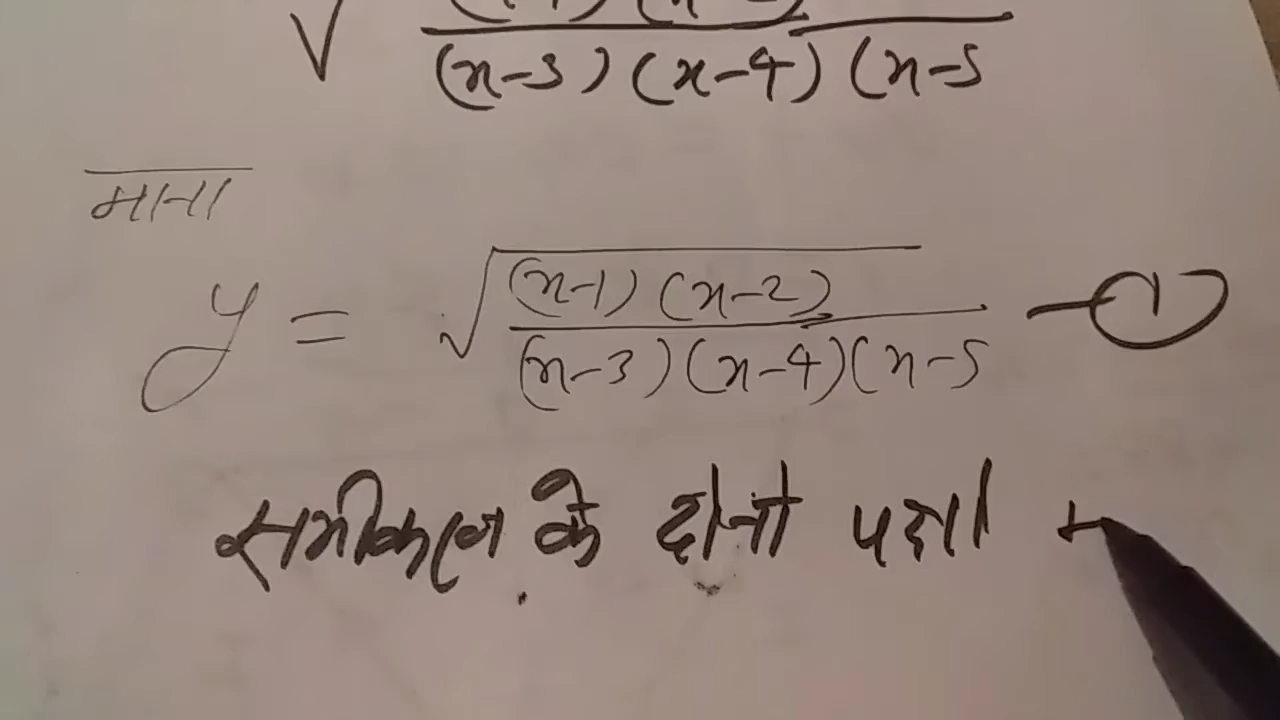 √ (x-3) (x-4) (x-5
माना
y = √ (x-1) (x-2) / (x-3) (x-4) (x-5 — 1
समीकरण के दोनो पक्षो